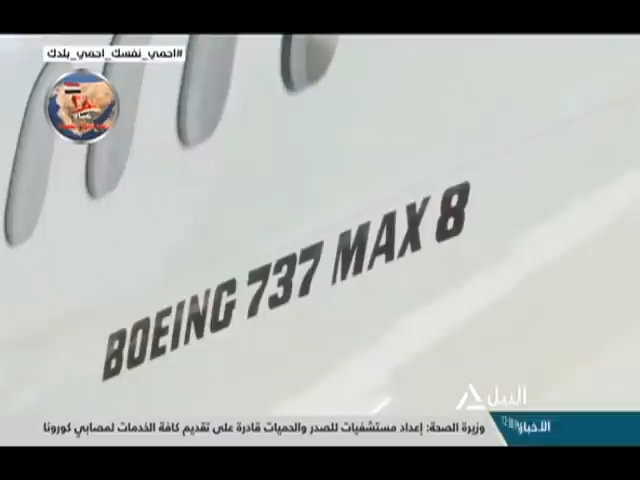 #احمي_نفسك_احمي_بلدك
BOEING 737 MAX 8
النيل
الأخبار
وزيرة الصحة: إعداد مستشفيات للصدر والحميات قادرة على تقديم كافة الخدمات لمصابي كورونا